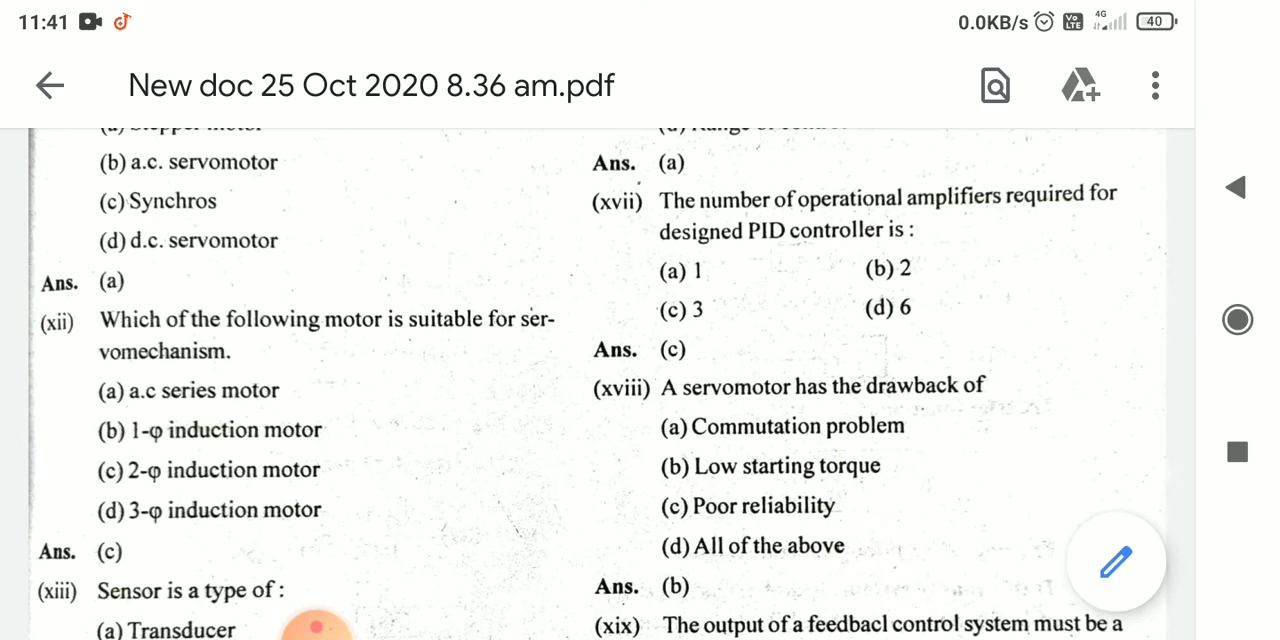 11:41
0.0KB/s
Vo
LTE
4G
40
New doc 25 Oct 2020 8.36 am.pdf
(b) a.c. servomotor
(c) Synchros
(d) d.c. servomotor
Ans. (a)
(xii) Which of the following motor is suitable for ser-
vomechanism.
(a) a.c series motor
(b) 1-φ induction motor
(c) 2-φ induction motor
(d) 3-φ induction motor
Ans. (c)
(xiii) Sensor is a type of :
(a) Transducer
Ans. (a)
(xvii) The number of operational amplifiers required for
designed PID controller is :
(a) 1 (b) 2
(c) 3 (d) 6
Ans. (c)
(xviii) A servomotor has the drawback of
(a) Commutation problem
(b) Low starting torque
(c) Poor reliability
(d) All of the above
Ans. (b)
(xix) The output of a feedbacl control system must be a